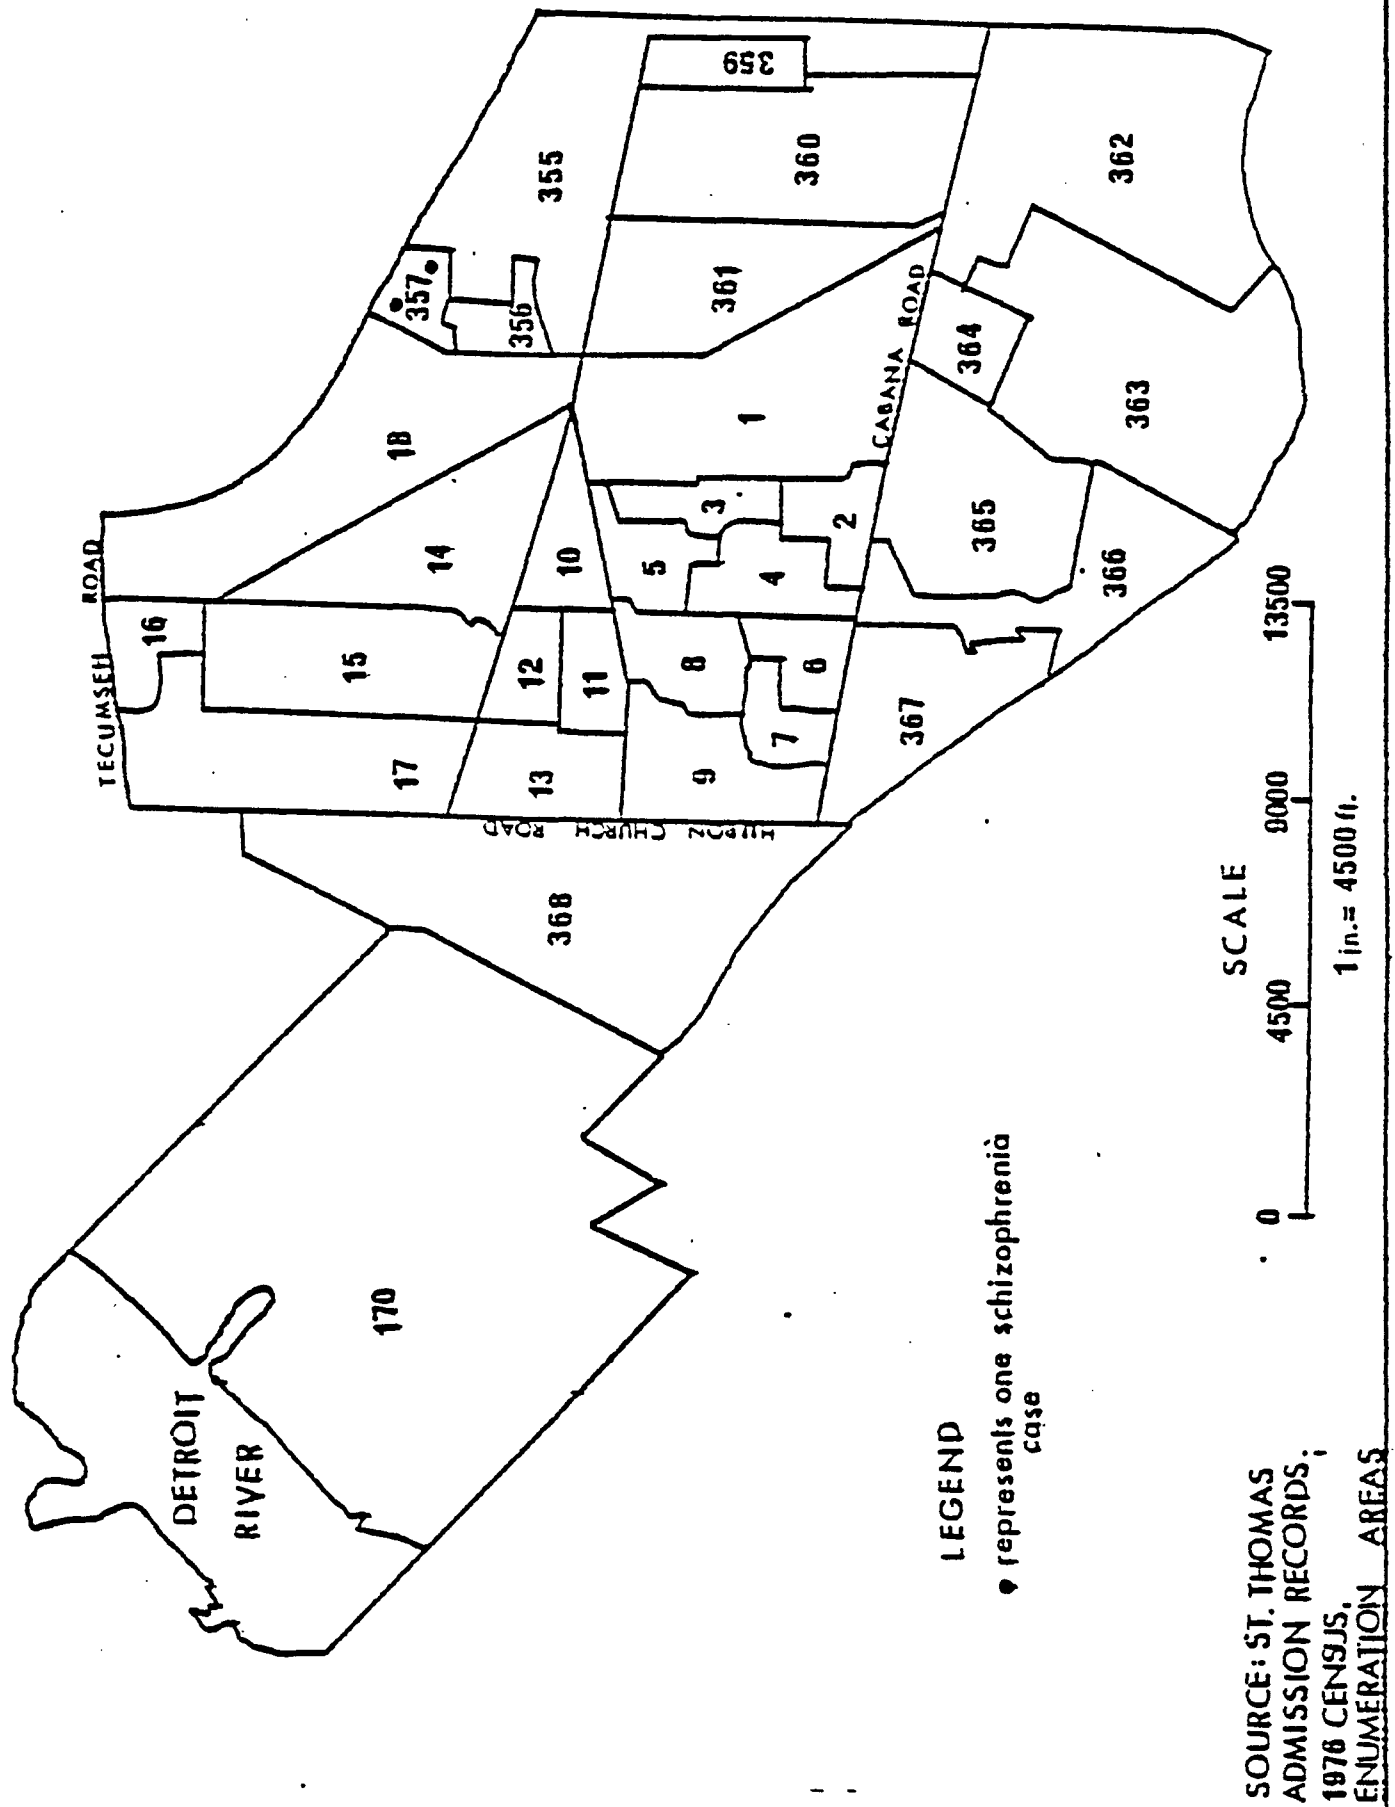 TECUMSEH ROAD
HURON CHURCH ROAD
CABANA ROAD
DETROIT
RIVER
359
355
360
362
357
356
361
364
363
18
1
14
10
3
2
5
4
365
366
16
15
12
11
8
6
7
17
13
9
367
368
170
LEGEND
• represents one schizophrenia
case
SCALE
0 4500 9000 13500
1 in.= 4500 ft.
SOURCE: ST. THOMAS
ADMISSION RECORDS,
1976 CENSUS,
ENUMERATION AREAS